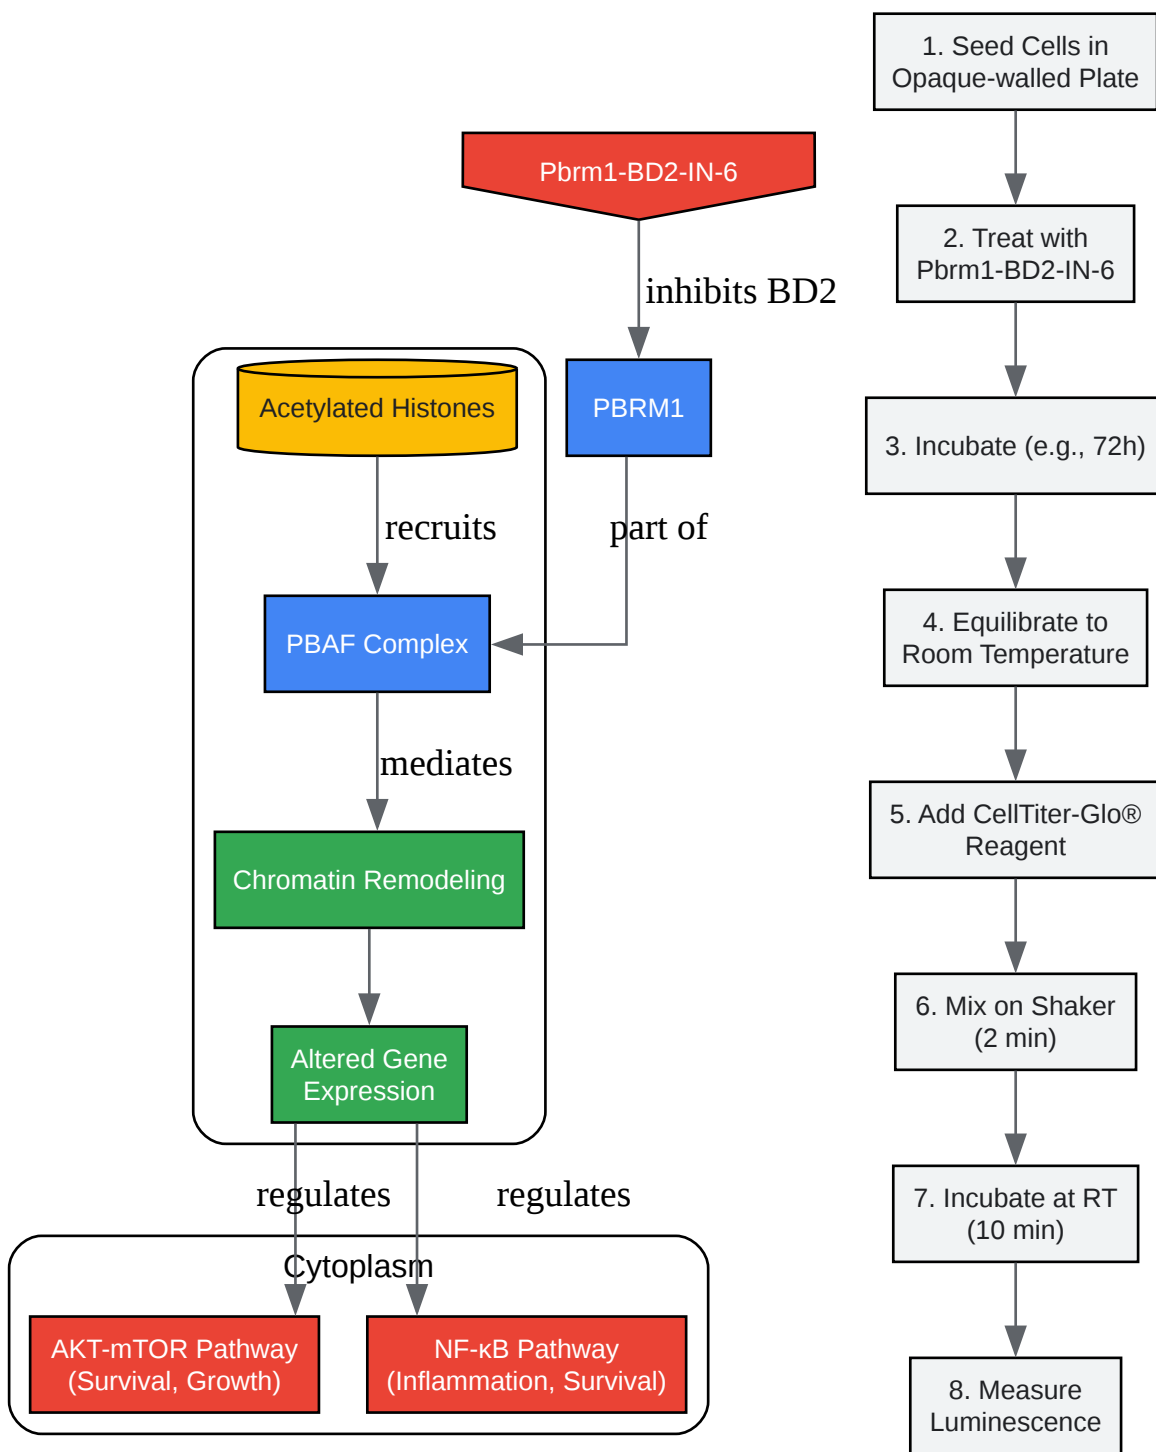 Pbrm1-BD2-IN-6
inhibits BD2
Acetylated Histones
PBRM1
recruits
part of
PBAF Complex
mediates
Chromatin Remodeling
Altered Gene
Expression
regulates
regulates
Cytoplasm
AKT-mTOR Pathway
(Survival, Growth)
NF-κB Pathway
(Inflammation, Survival)
1. Seed Cells in
Opaque-walled Plate
2. Treat with
Pbrm1-BD2-IN-6
3. Incubate (e.g., 72h)
4. Equilibrate to
Room Temperature
5. Add CellTiter-Glo®
Reagent
6. Mix on Shaker
(2 min)
7. Incubate at RT
(10 min)
8. Measure
Luminescence